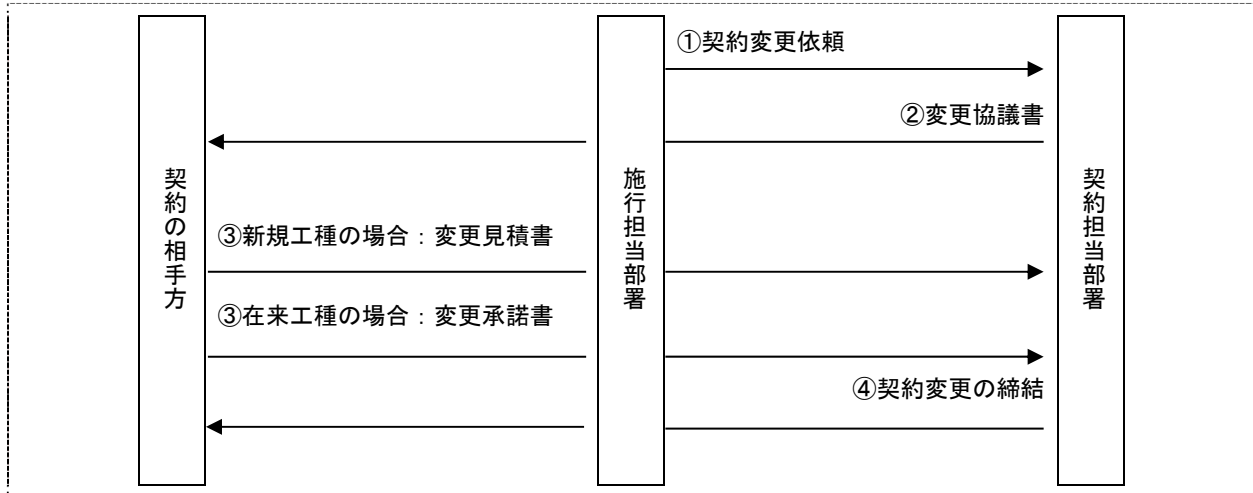 ①契約変更依頼
②変更協議書
契約の相手方
施行担当部署
契約担当部署
③新規工種の場合：変更見積書
③在来工種の場合：変更承諾書
④契約変更の締結